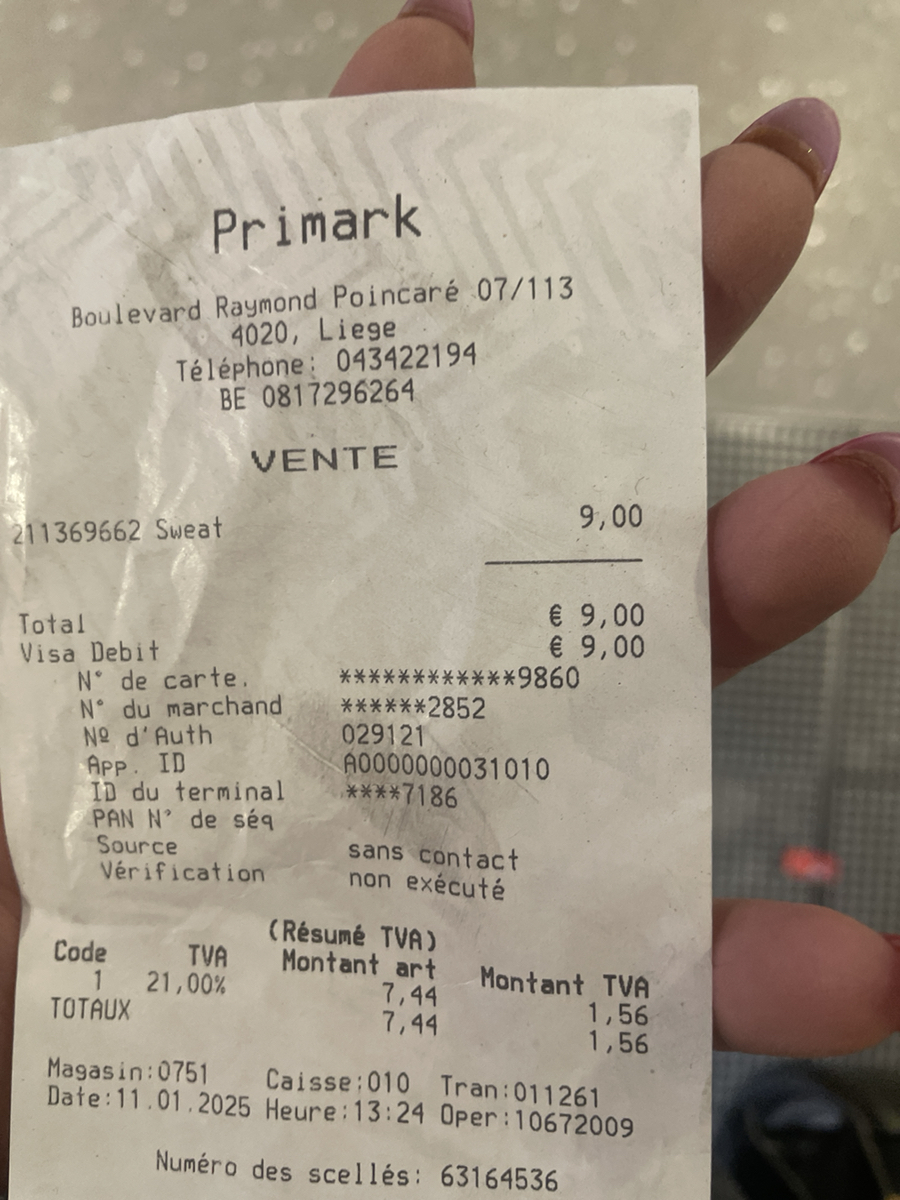 Primark
Boulevard Raymond Poincaré 07/113
4020, Liege
Téléphone: 043422194
BE 0817296264
VENTE
211369662 Sweat 9,00
Total € 9,00
Visa Debit € 9,00
N° de carte. ************9860
N° du marchand ******2852
Nº d'Auth 029121
App. ID A0000000031010
ID du terminal ****7186
PAN N° de séq
Source sans contact
Vérification non exécuté
(Résumé TVA)
Code TVA Montant art Montant TVA
1 21,00% 7,44 1,56
TOTAUX 7,44 1,56
Magasin:0751 Caisse:010 Tran:011261
Date:11.01.2025 Heure:13:24 Oper:10672009
Numéro des scellés: 63164536